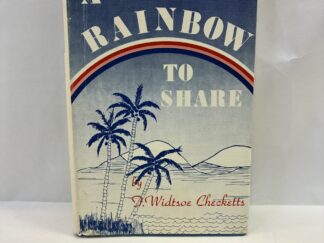 A
RAINBOW
TO
SHARE
by
J. Widtsoe Checketts